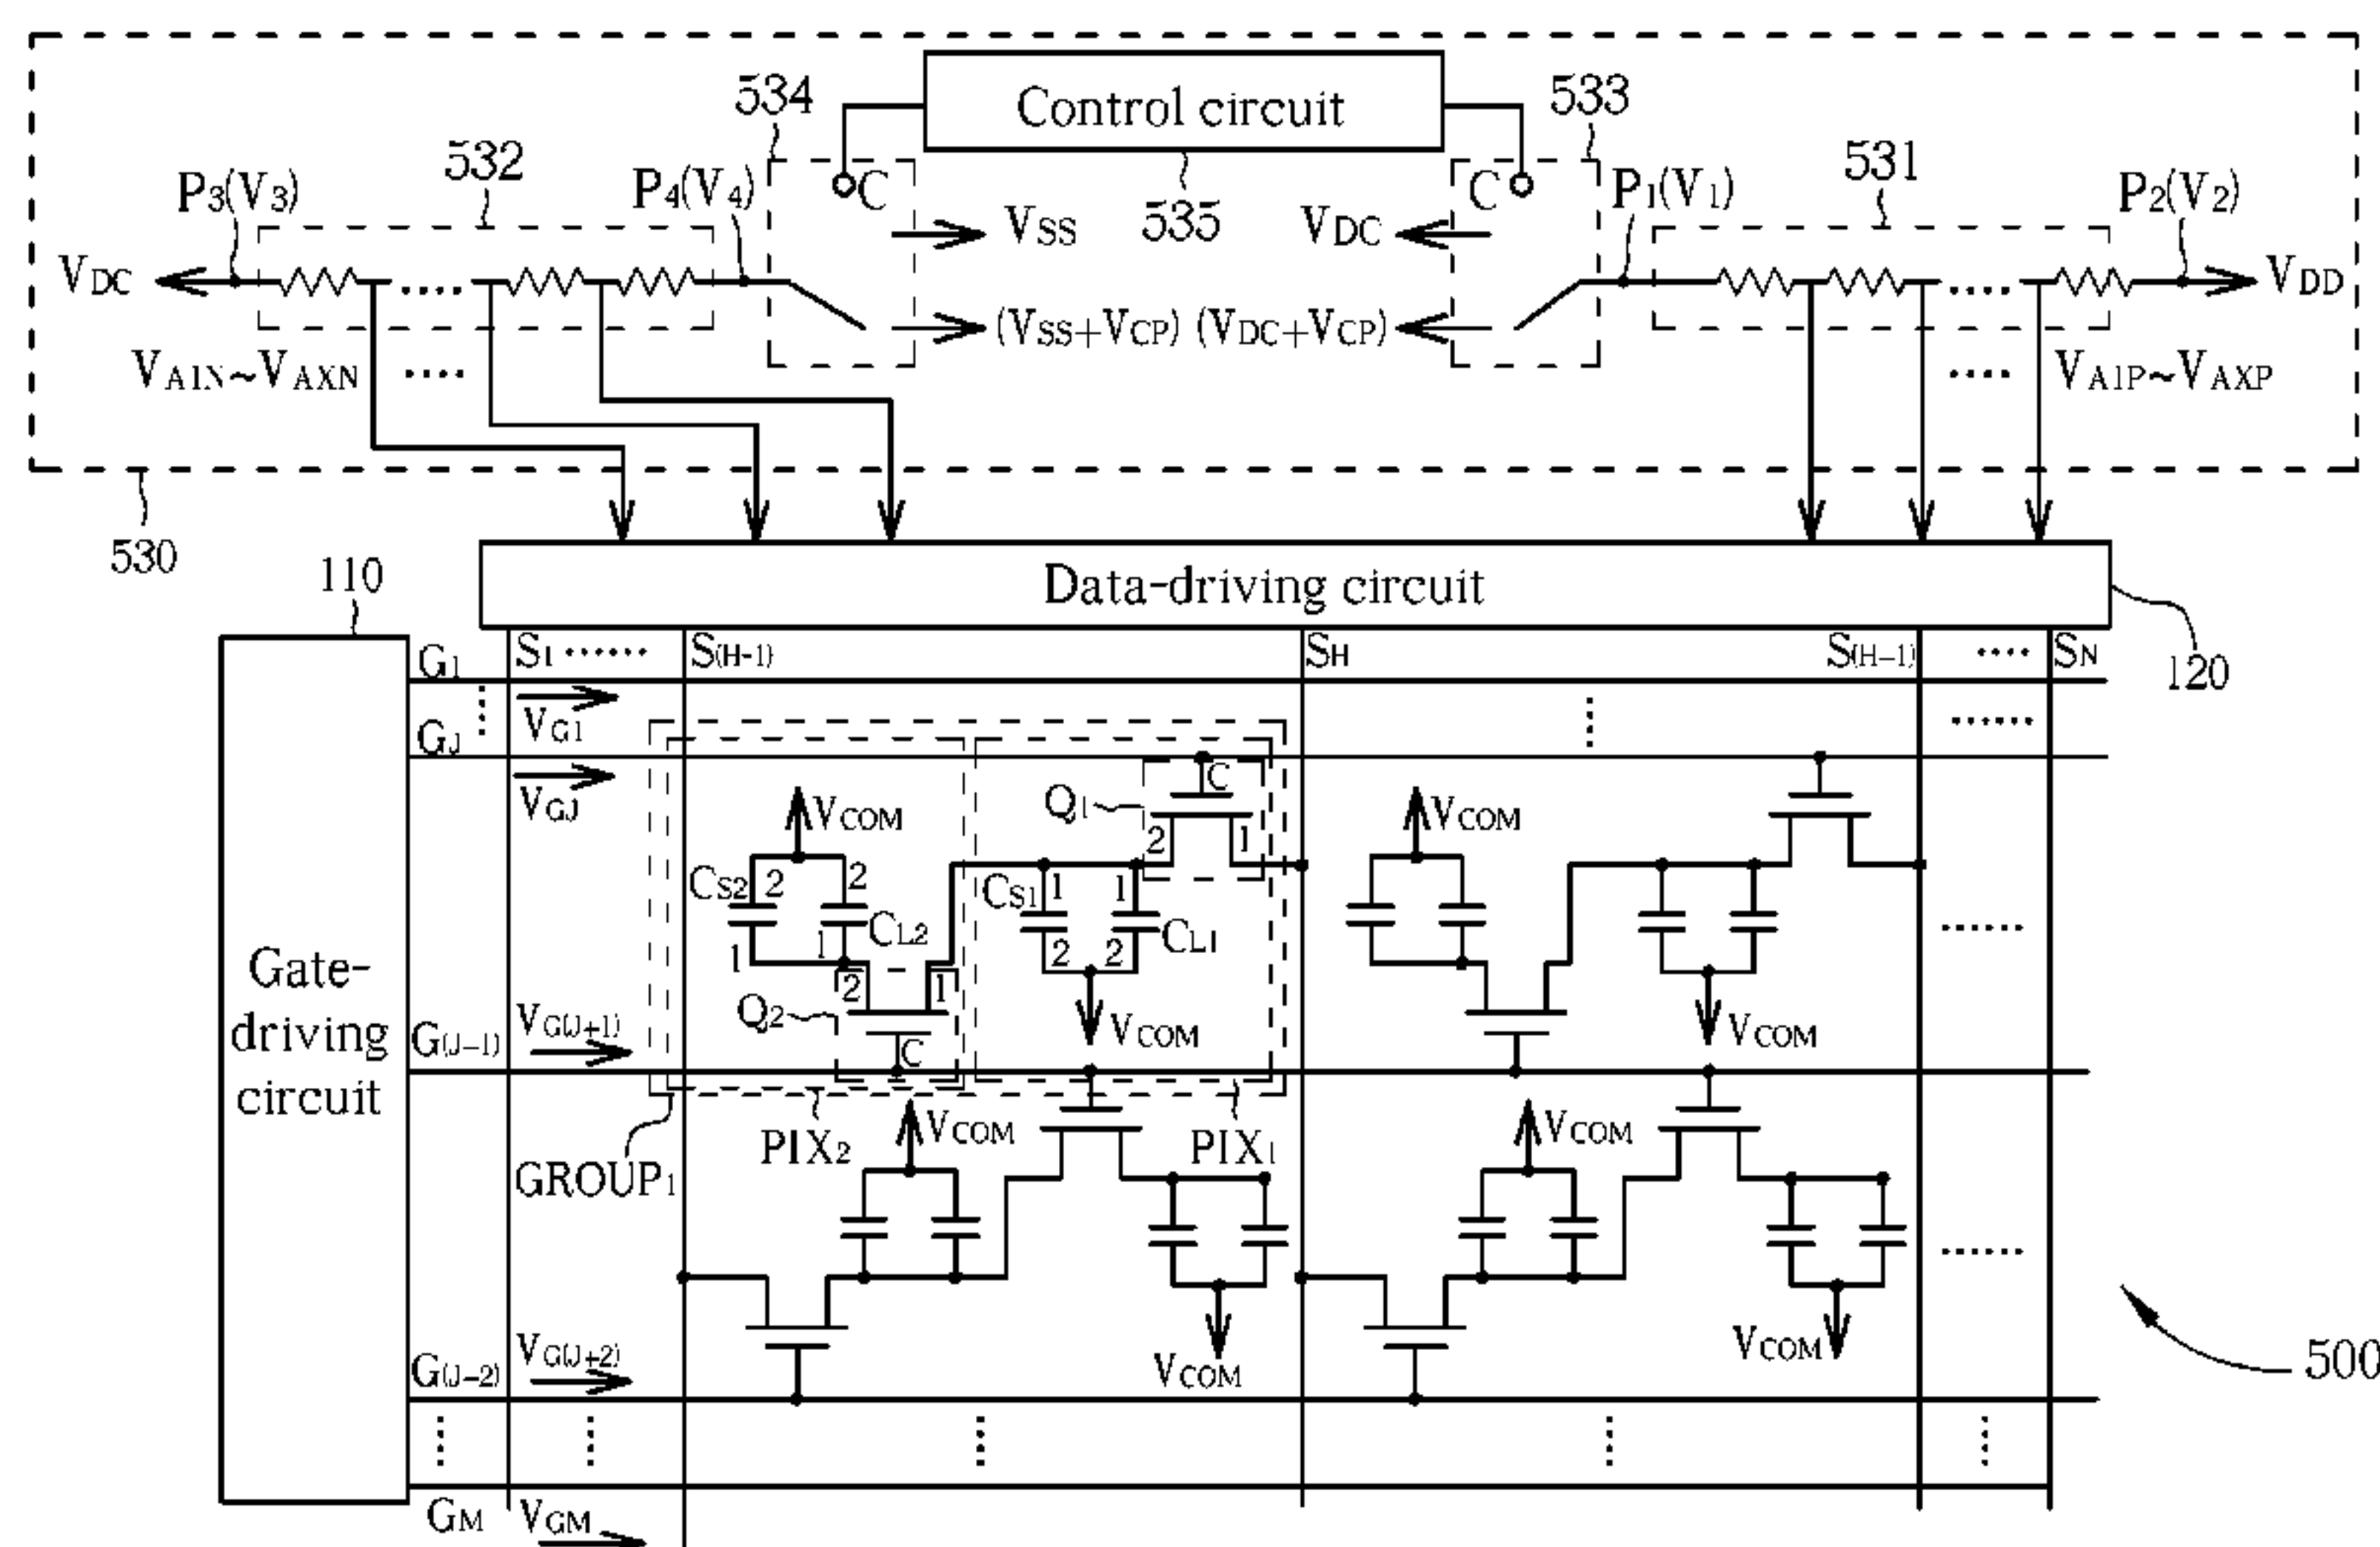 534 Control circuit 533
532 531
P3(V3) P4(V4) C C P1(V1) P2(V2)
VSS 535 VDC
VDC .... .... VDD
(VSS+VCP) (VDC+VCP)
VA1N~VAXN .... .... VA1P~VAXP
530
110 Data-driving circuit
G1 S1 ...... S(H-1) SH S(H-1) .... SN
120
VG1
GJ ......
VGJ Q1 C
VCOM 2 1 VCOM
CS2 2 2 CS1 1 1
CL2 CL1 ......
1 1 2 2
Gate-
driving
circuit
2 1
VG(J+1) Q2
G(J-1) C VCOM VCOM
VCOM VCOM
PIX2 PIX1
GROUP1
......
VG(J+2) VCOM VCOM
G(J-2) 500
GM VGM